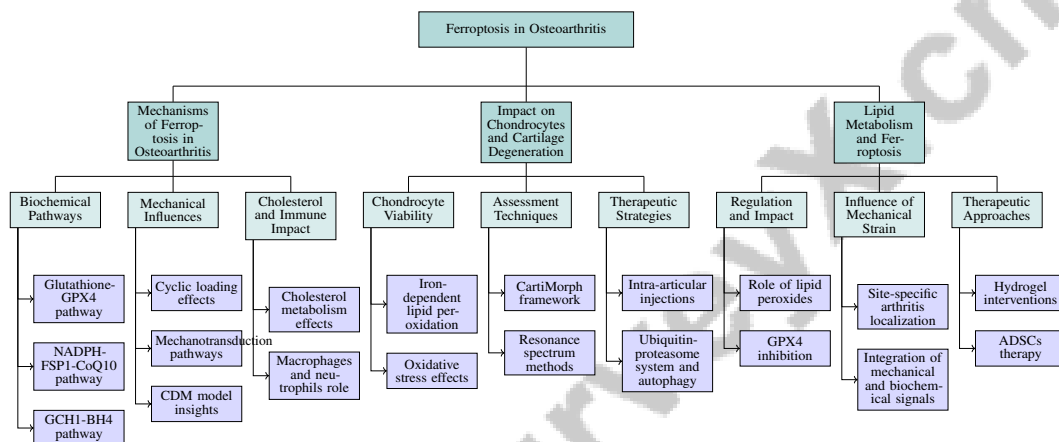 Ferroptosis in Osteoarthritis
Mechanisms
of Ferrop-
tosis in
Osteoarthritis
Impact on
Chondrocytes
and Cartilage
Degeneration
Lipid
Metabolism
and Fer-
roptosis
Biochemical
Pathways
Mechanical
Influences
Cholesterol
and Immune
Impact
Chondrocyte
Viability
Assessment
Techniques
Therapeutic
Strategies
Regulation
and Impact
Influence of
Mechanical
Strain
Therapeutic
Approaches
Glutathione-
GPX4
pathway
NADPH-
FSP1-CoQ10
pathway
GCH1-BH4
pathway
Cyclic loading
effects
Mechanotransduction
pathways
CDM model
insights
Cholesterol
metabolism
effects
Macrophages
and neu-
trophils role
Iron-
dependent
lipid per-
oxidation
Oxidative
stress effects
CartiMorph
framework
Resonance
spectrum
methods
Intra-articular
injections
Ubiquitin-
proteasome
system and
autophagy
Role of lipid
peroxides
GPX4
inhibition
Site-specific
arthritis
localization
Integration of
mechanical
and biochem-
ical signals
Hydrogel
interventions
ADSCs
therapy